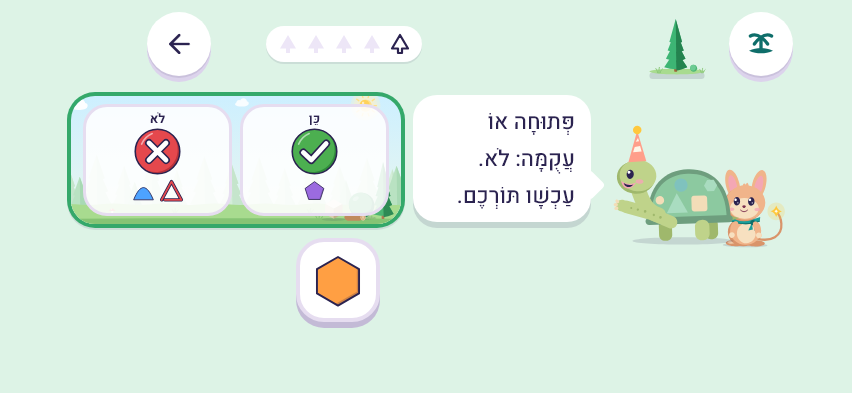 פְּתוּחָה אוֹ
עֲקֻמָּה: לֹא.
עַכְשָׁו תּוֹרְכֶם.
כֵּן
לֹא